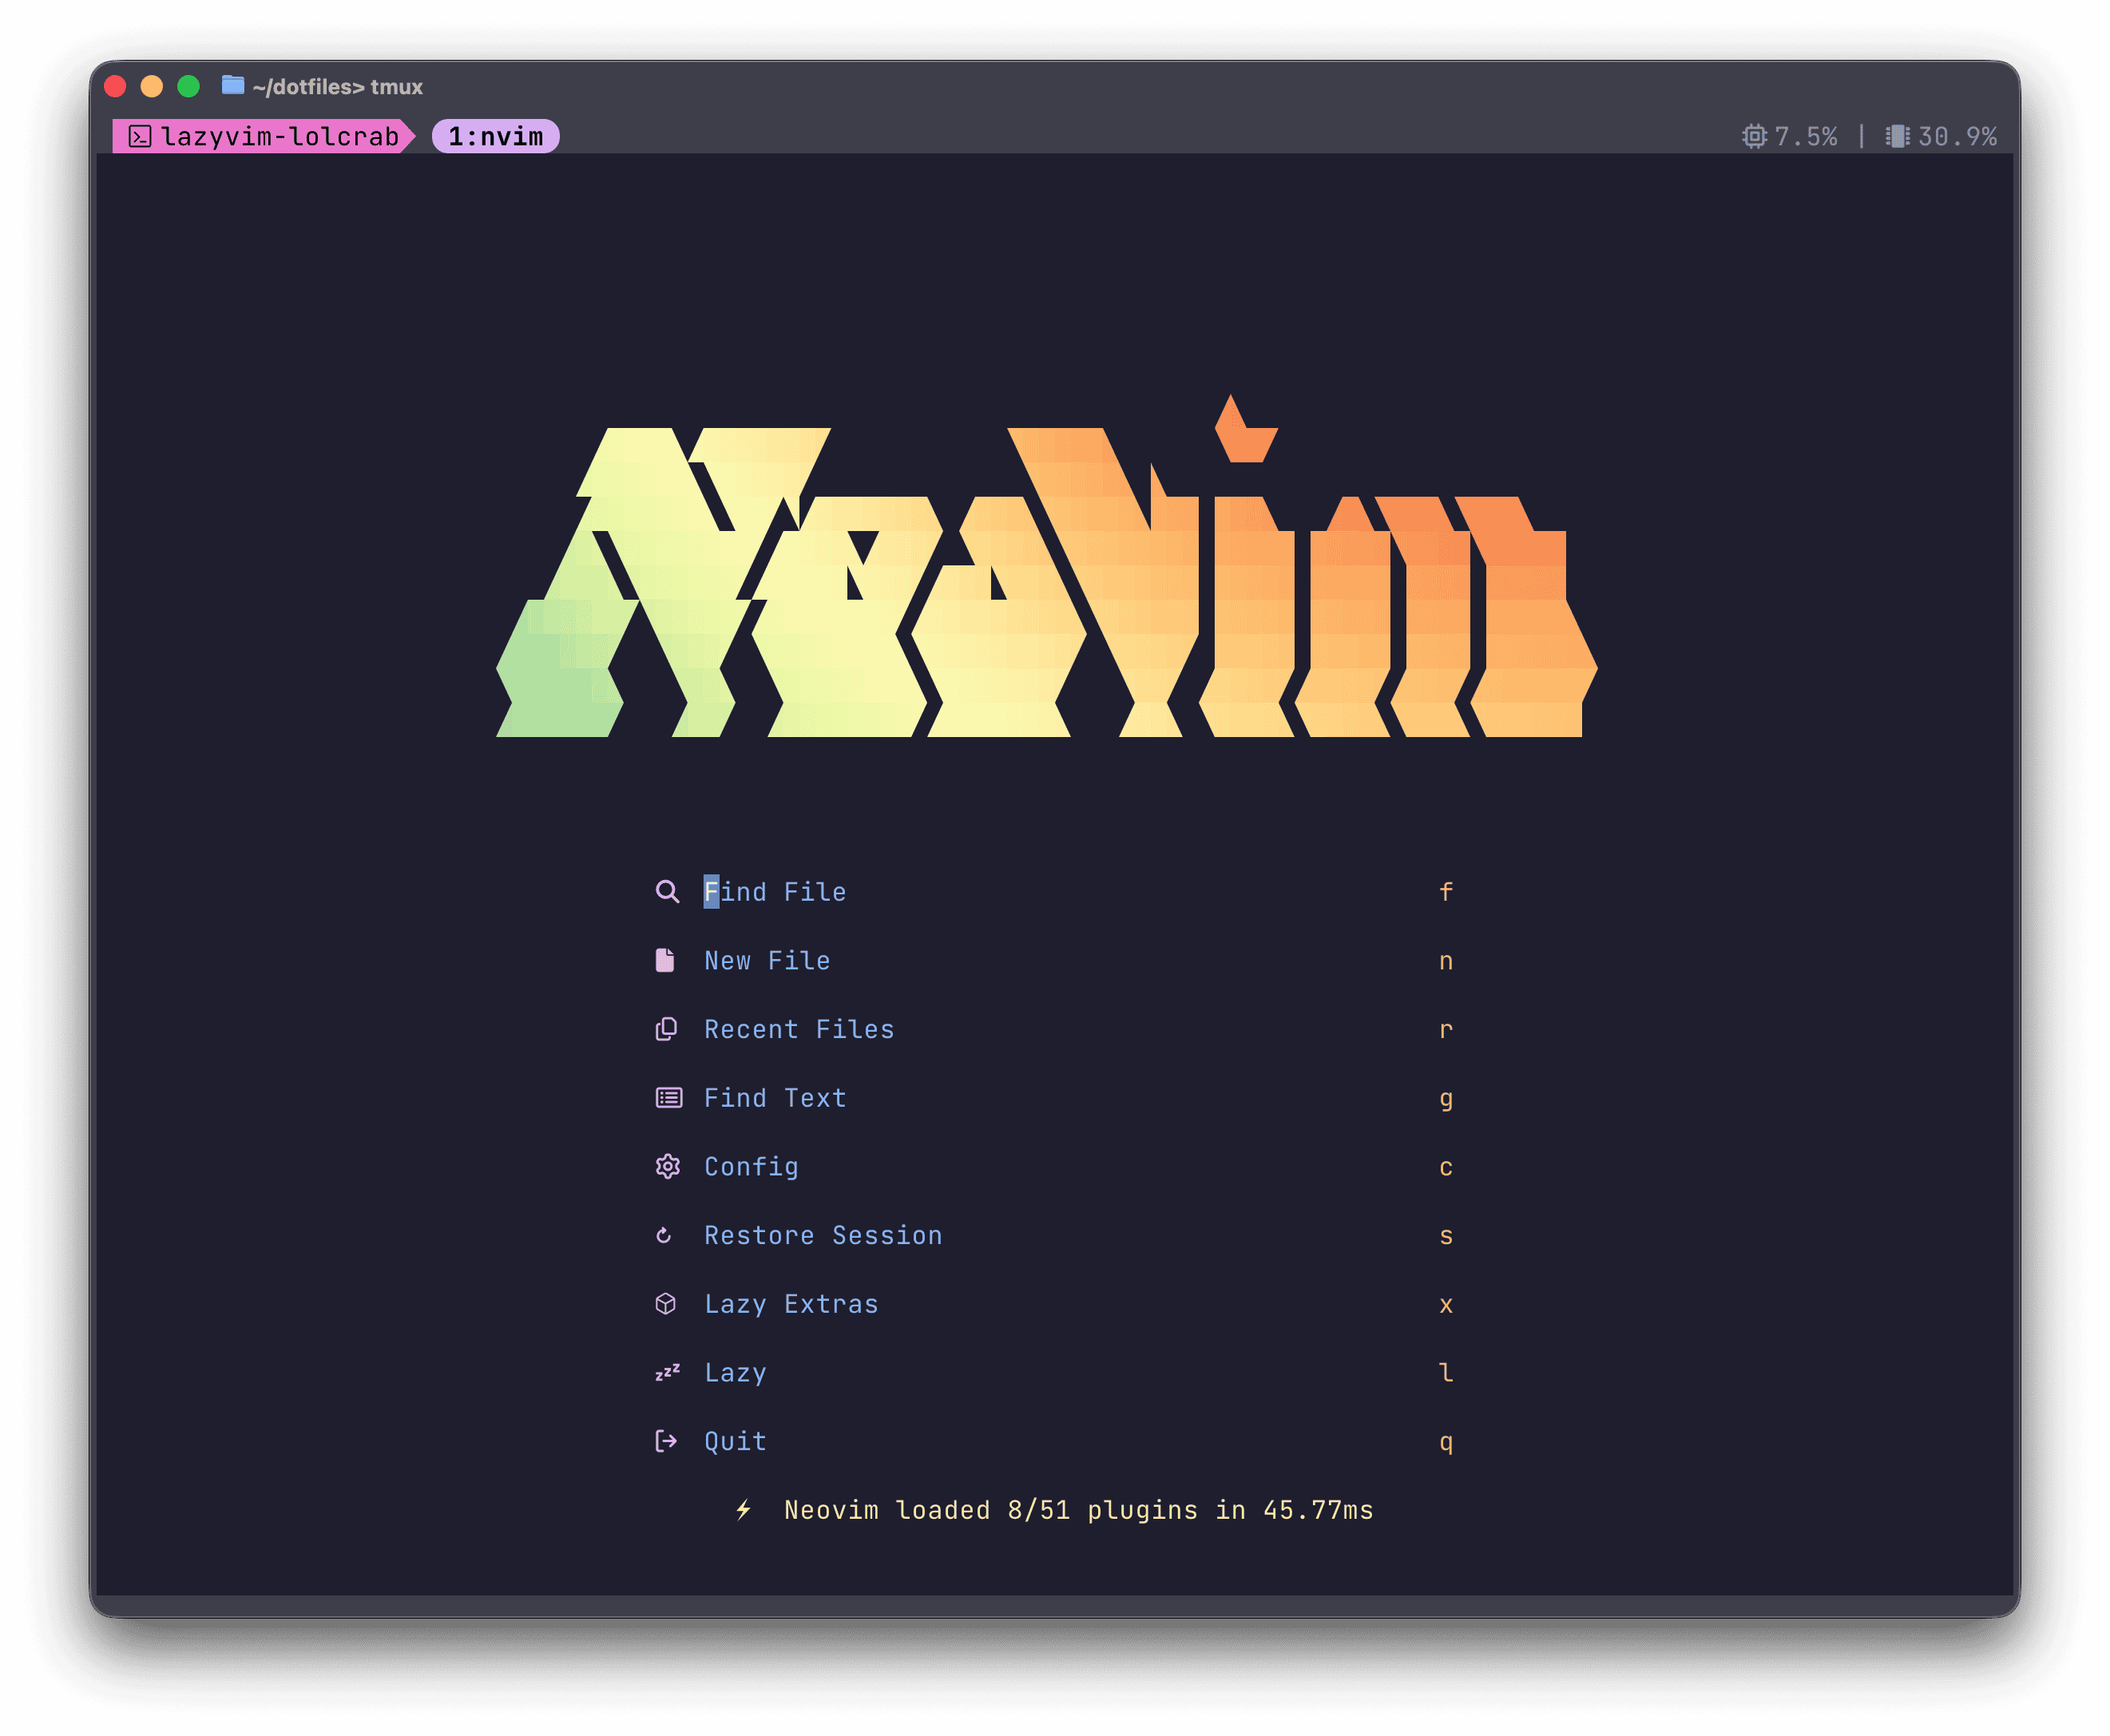 ~/dotfiles> tmux
lazyvim-lolcrab 1:nvim 7.5% | 30.9%
NeoVim
Find File f
New File n
Recent Files r
Find Text g
Config c
Restore Session s
Lazy Extras x
zzz Lazy l
Quit q
Neovim loaded 8/51 plugins in 45.77ms